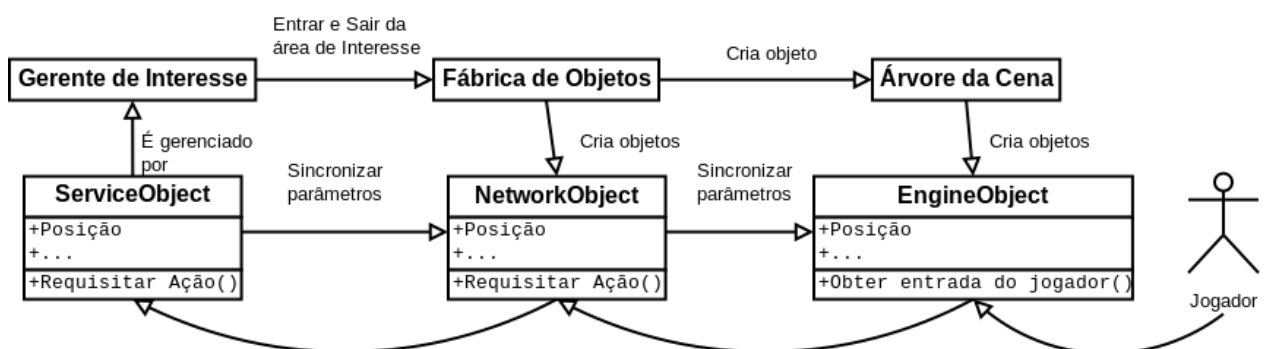 Entrar e Sair da
área de Interesse
Cria objeto
Gerente de Interesse
Fábrica de Objetos
Árvore da Cena
É gerenciado
por
Cria objetos
Cria objetos
Sincronizar
parâmetros
Sincronizar
parâmetros
ServiceObject
+Posição
+...
+Requisitar Ação()
NetworkObject
+Posição
+...
+Requisitar Ação()
EngineObject
+Posição
+...
+Obter entrada do jogador()
Jogador